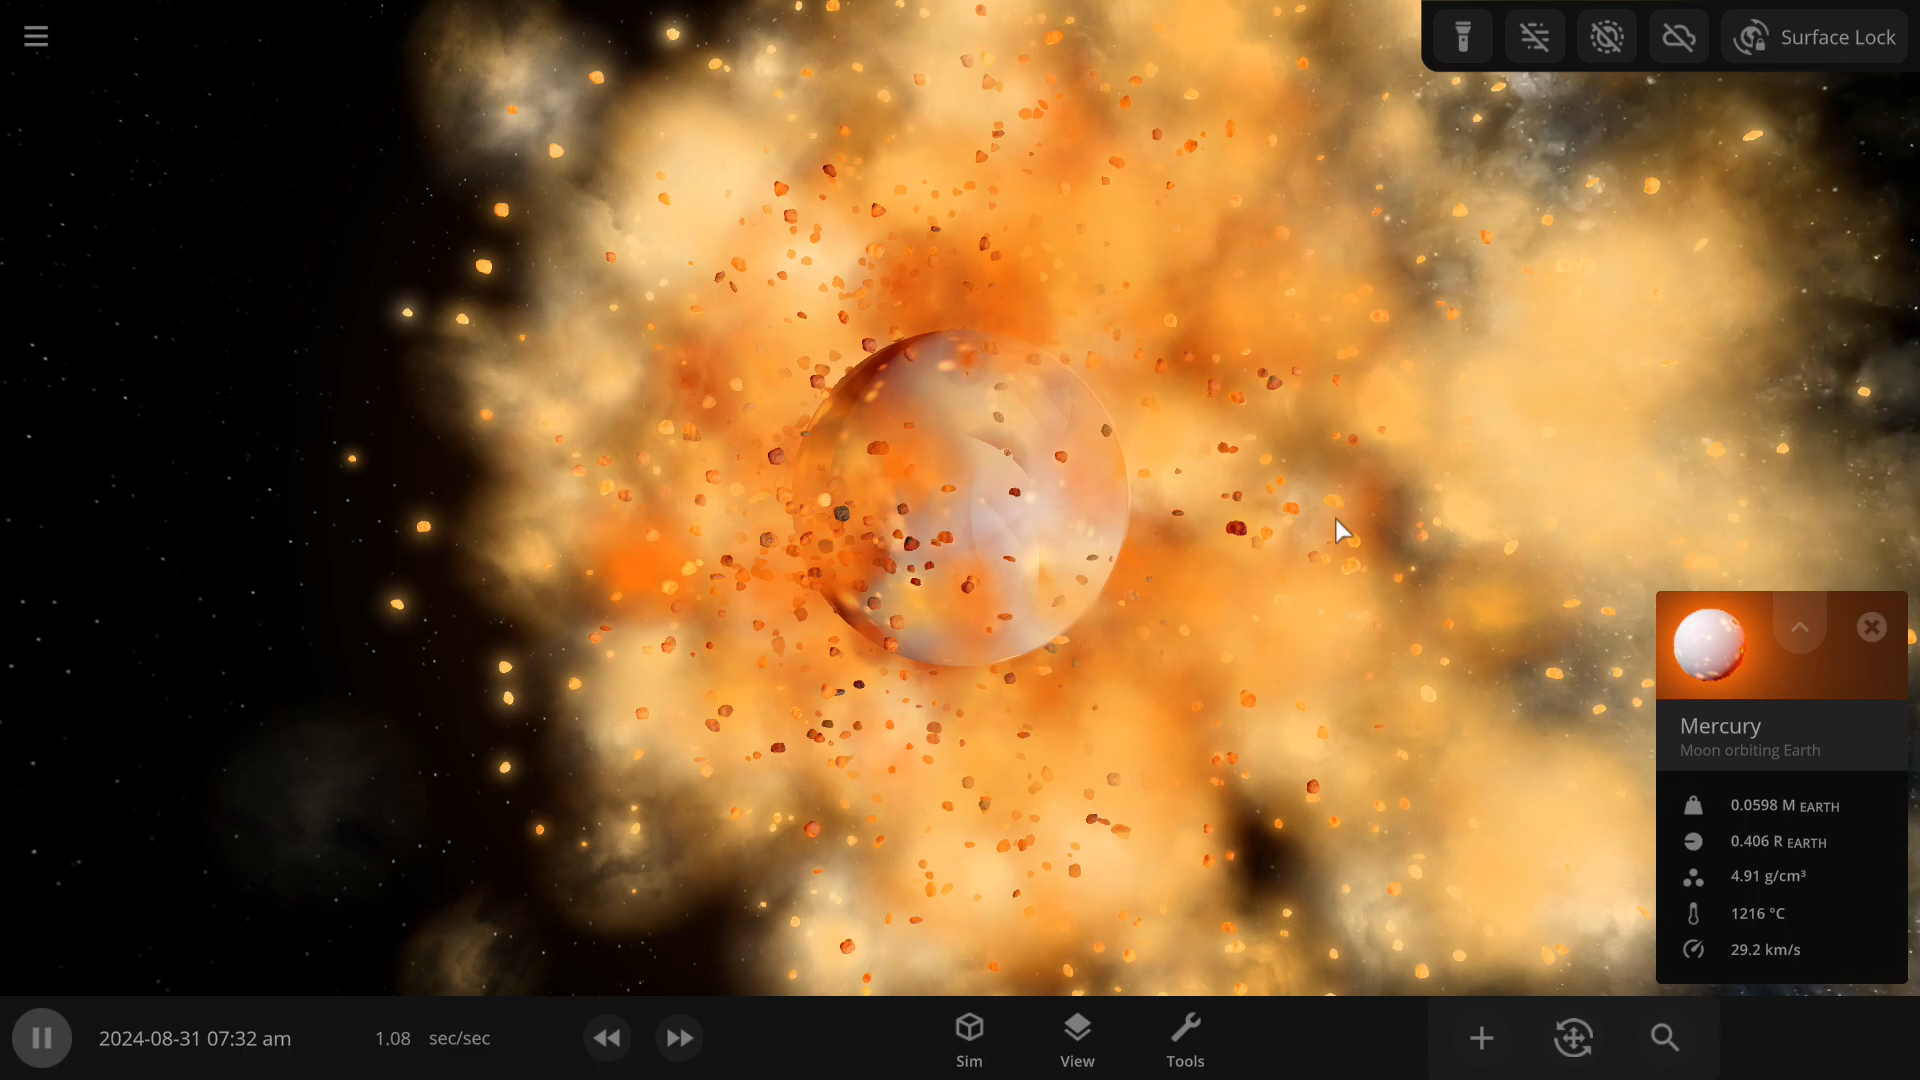 Surface Lock
Mercury
Moon orbiting Earth
0.0598 M EARTH
0.406 R EARTH
4.91 g/cm³
1216 °C
29.2 km/s
2024-08-31 07:32 am
1.08 sec/sec
Sim
View
Tools